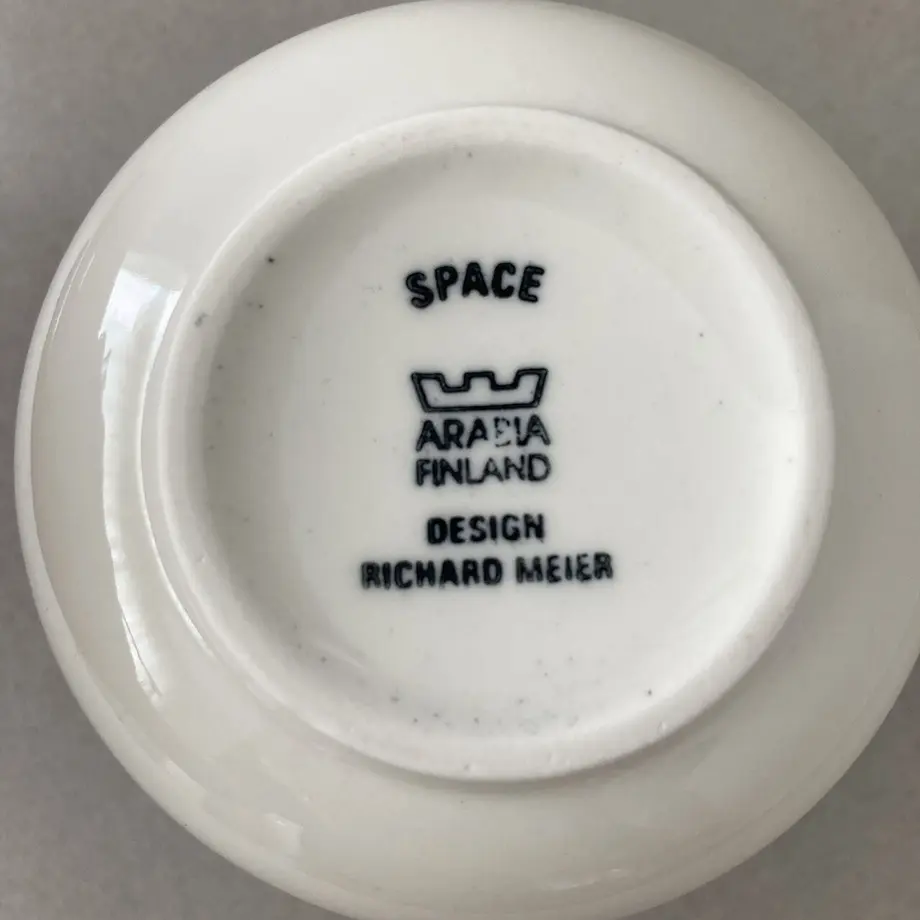 SPACE
ARABIA
FINLAND
DESIGN
RICHARD MEIER